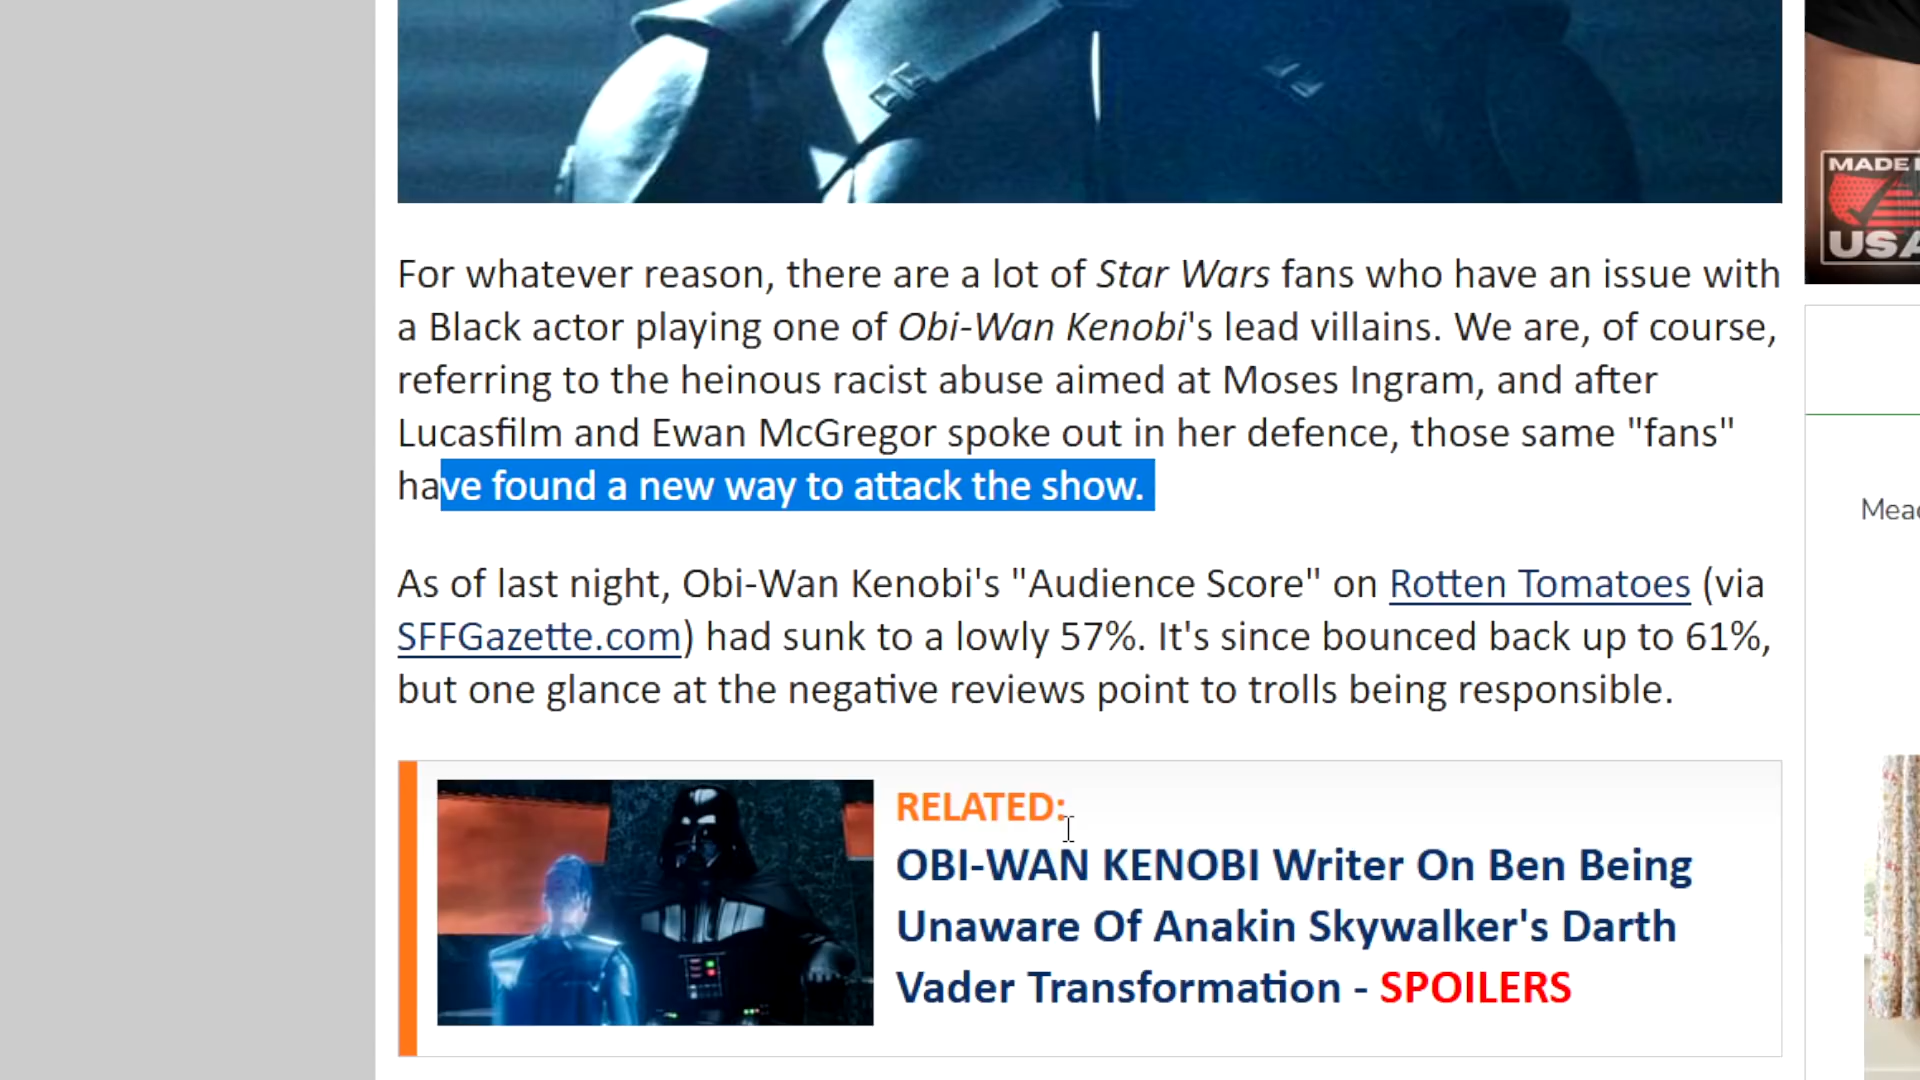 For whatever reason, there are a lot of Star Wars fans who have an issue with
a Black actor playing one of Obi-Wan Kenobi's lead villains. We are, of course,
referring to the heinous racist abuse aimed at Moses Ingram, and after
Lucasfilm and Ewan McGregor spoke out in her defence, those same "fans"
have found a new way to attack the show.
As of last night, Obi-Wan Kenobi's "Audience Score" on Rotten Tomatoes (via
SFFGazette.com) had sunk to a lowly 57%. It's since bounced back up to 61%,
but one glance at the negative reviews point to trolls being responsible.
RELATED:
OBI-WAN KENOBI Writer On Ben Being
Unaware Of Anakin Skywalker's Darth
Vader Transformation - SPOILERS
MADE
USA